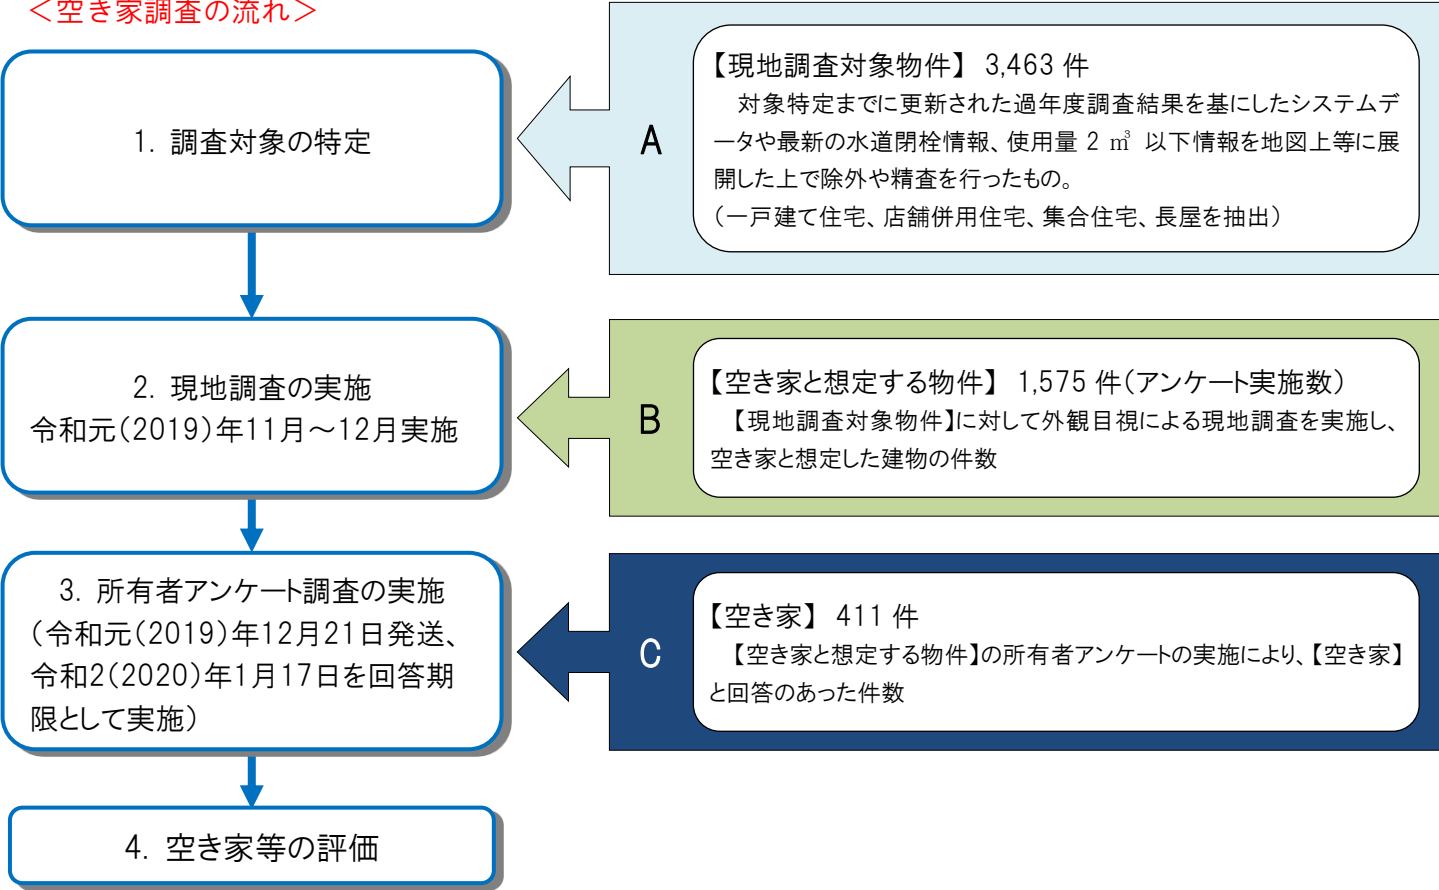 ＜空き家調査の流れ＞
1. 調査対象の特定
A
【現地調査対象物件】 3,463 件
対象特定までに更新された過年度調査結果を基にしたシステムデ
ータや最新の水道閉栓情報、使用量 2 ㎥ 以下情報を地図上等に展
開した上で除外や精査を行ったもの。
（一戸建て住宅、店舗併用住宅、集合住宅、長屋を抽出）
2. 現地調査の実施
令和元（2019）年11月～12月実施
B
【空き家と想定する物件】 1,575 件（アンケート実施数）
【現地調査対象物件】に対して外観目視による現地調査を実施し、
空き家と想定した建物の件数
3. 所有者アンケート調査の実施
（令和元（2019）年12月21日発送、
令和2（2020）年1月17日を回答期
限として実施）
C
【空き家】 411 件
【空き家と想定する物件】の所有者アンケートの実施により、【空き家】
と回答のあった件数
4. 空き家等の評価